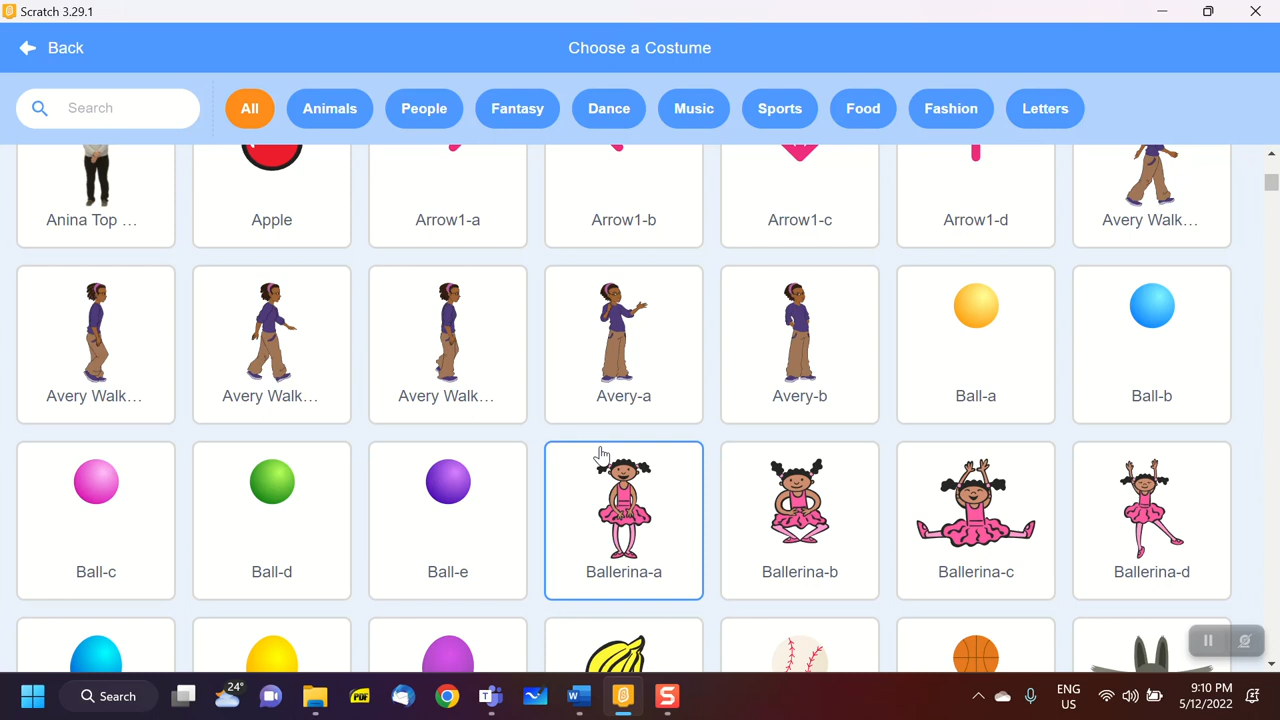 Scratch 3.29.1
Back
Choose a Costume
Search
All
Animals
People
Fantasy
Dance
Music
Sports
Food
Fashion
Letters
Anina Top ...
Apple
Arrow1-a
Arrow1-b
Arrow1-c
Arrow1-d
Avery Walk...
Avery Walk...
Avery Walk...
Avery Walk...
Avery-a
Avery-b
Ball-a
Ball-b
Ball-c
Ball-d
Ball-e
Ballerina-a
Ballerina-b
Ballerina-c
Ballerina-d
Search
24°
PDF
ENG
US
9:10 PM
5/12/2022